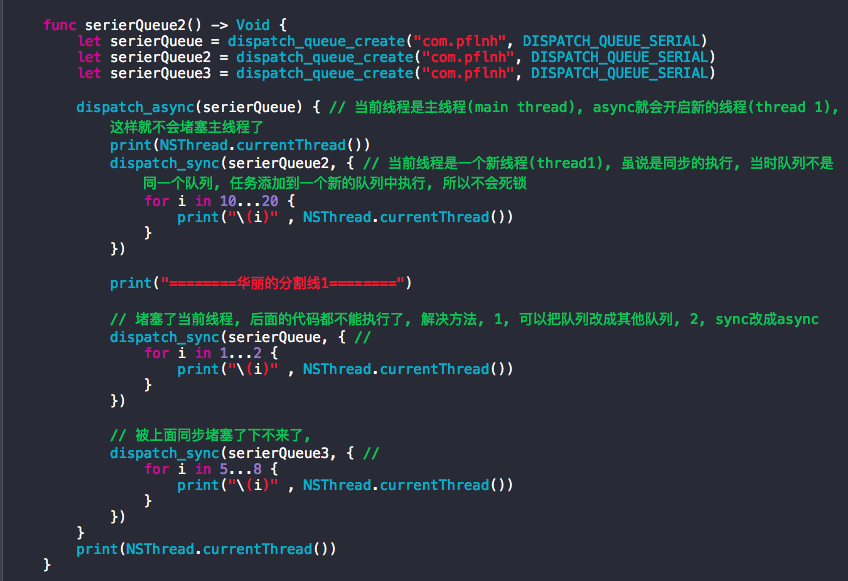 func serierQueue2() -> Void {
let serierQueue = dispatch_queue_create("com.pflnh", DISPATCH_QUEUE_SERIAL)
let serierQueue2 = dispatch_queue_create("com.pflnh", DISPATCH_QUEUE_SERIAL)
let serierQueue3 = dispatch_queue_create("com.pflnh", DISPATCH_QUEUE_SERIAL)
dispatch_async(serierQueue) { // 当前线程是主线程(main thread), async就会开启新的线程(thread 1),
这样就不会堵塞主线程了
print(NSThread.currentThread())
dispatch_sync(serierQueue2, { // 当前线程是一个新线程(thread1), 虽说是同步的执行, 当时队列不是
同一个队列, 任务添加到一个新的队列中执行, 所以不会死锁
for i in 10...20 {
print("\(i)" , NSThread.currentThread())
}
})
print("========华丽的分割线1========")
// 堵塞了当前线程, 后面的代码都不能执行了, 解决方法, 1, 可以把队列改成其他队列, 2, sync改成async
dispatch_sync(serierQueue, { //
for i in 1...2 {
print("\(i)" , NSThread.currentThread())
}
})
// 被上面同步堵塞了下不来了,
dispatch_sync(serierQueue3, { //
for i in 5...8 {
print("\(i)" , NSThread.currentThread())
}
})
}
print(NSThread.currentThread())
}